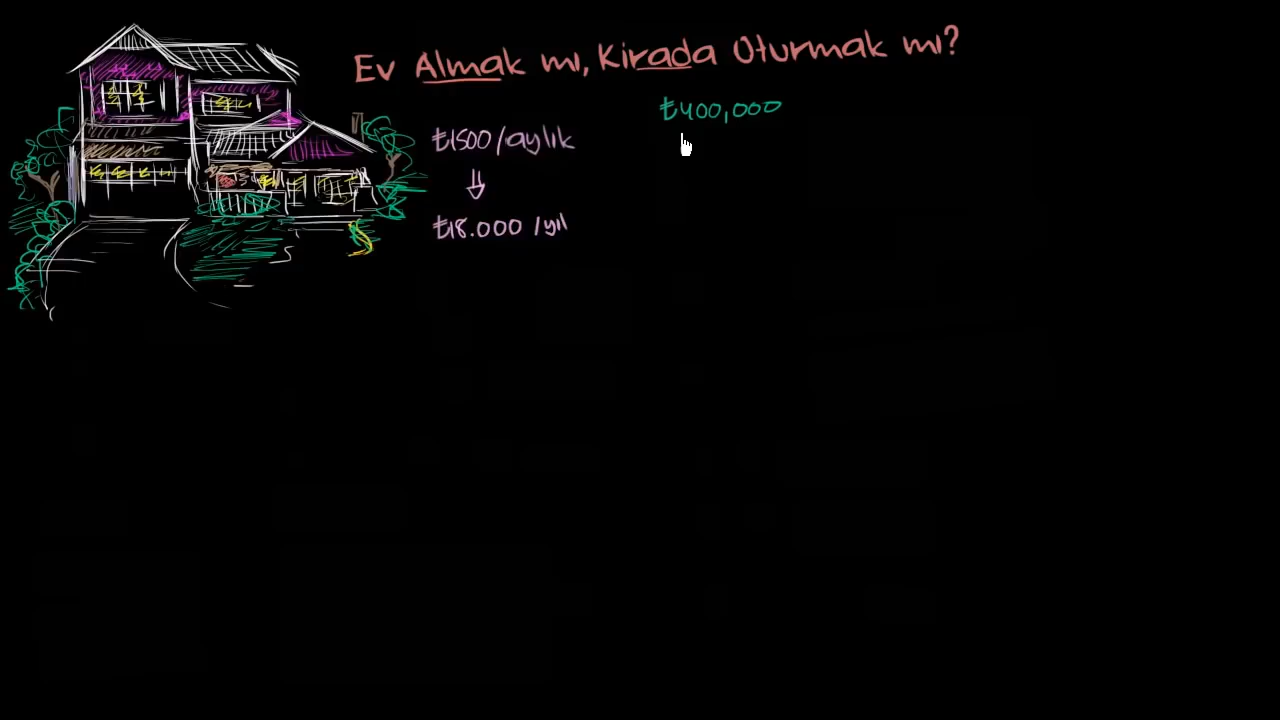 Ev Almak mı, Kirada Oturmak mı?
₺400,000
₺1500/aylık
₺18.000/yıl